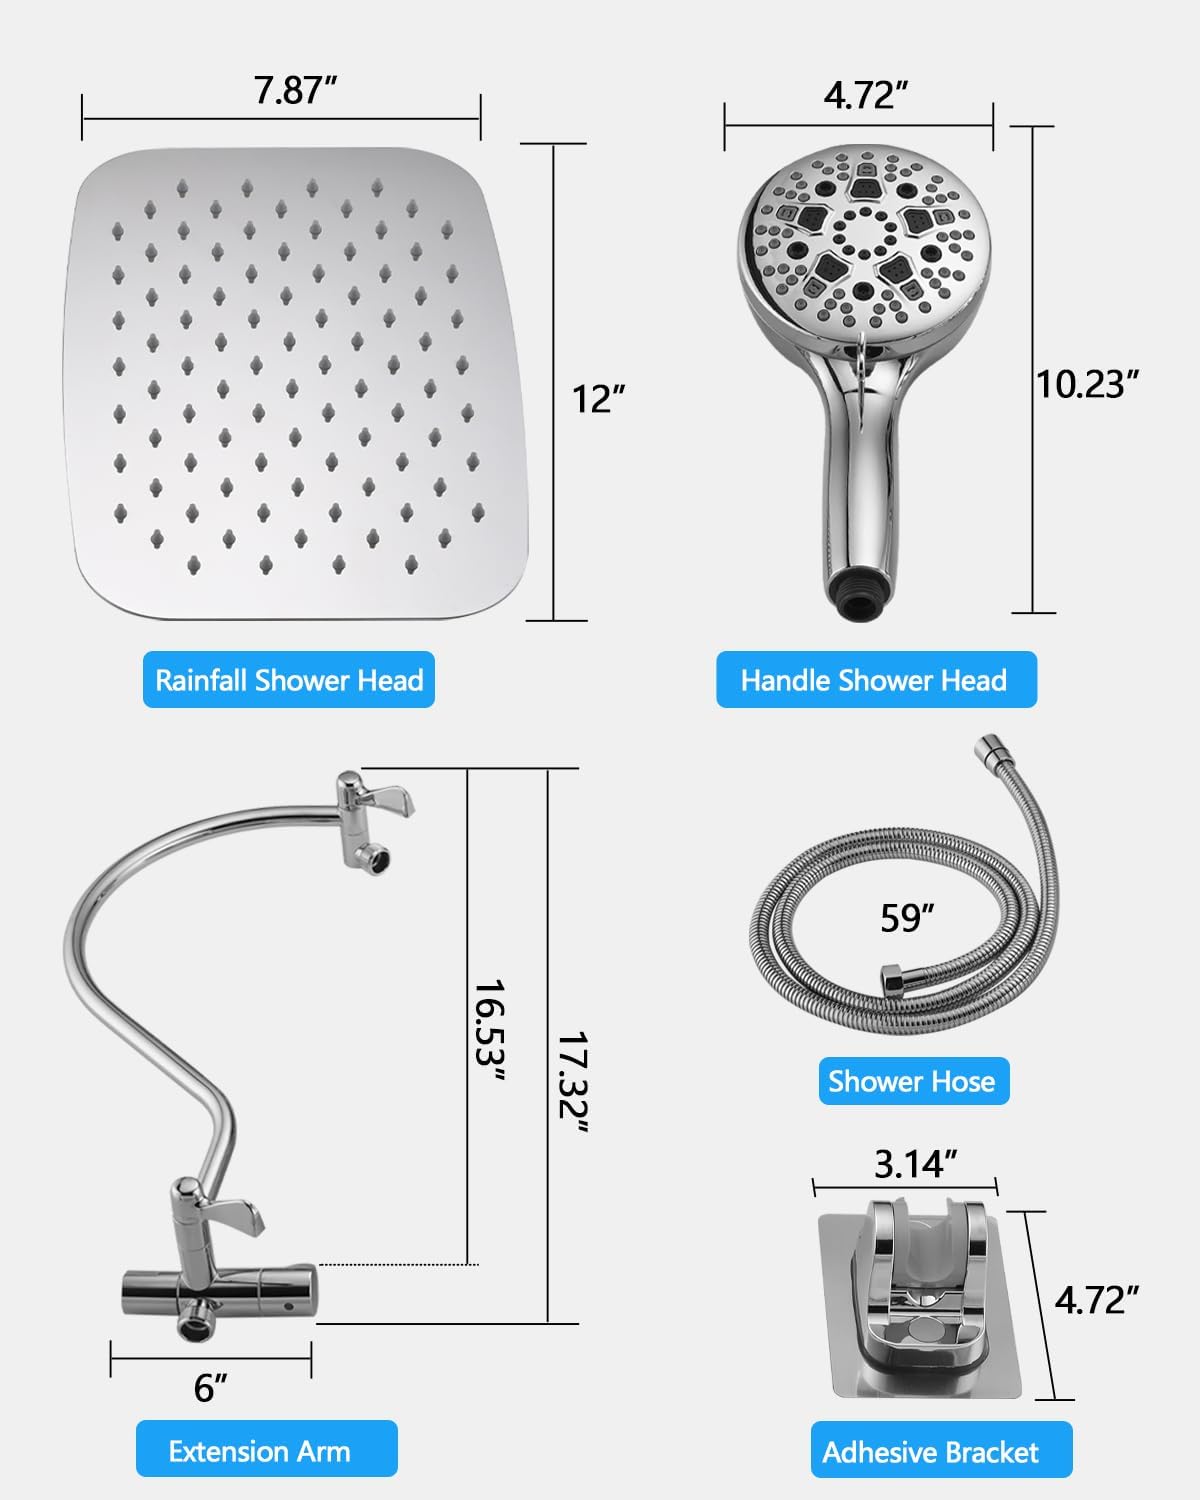 7.87"
4.72"
12"
10.23"
Rainfall Shower Head
Handle Shower Head
59"
16.53"
17.32"
Shower Hose
3.14"
4.72"
6"
Extension Arm
Adhesive Bracket